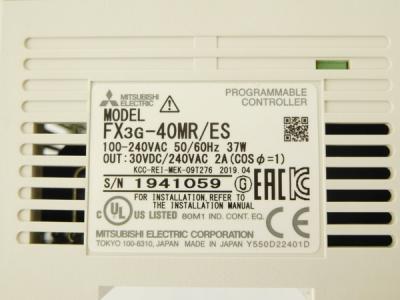 MITSUBISHI
ELECTRIC
PROGRAMMABLE
CONTROLLER
MODEL
FX3G-40MR/ES
100-240VAC 50/60Hz 37W
OUT:30VDC/240VAC 2A(COSφ=1)
KCC-REI-MEK-09T276 2019.04
S/N 1941059
EAC
FOR INSTALLATION,REFER TO
THE INSTALLATION MANUAL
C UL US LISTED 80M1 IND. CONT. EQ.
MITSUBISHI ELECTRIC CORPORATION
TOKYO 100-8310, JAPAN MADE IN JAPAN Y550D22401D